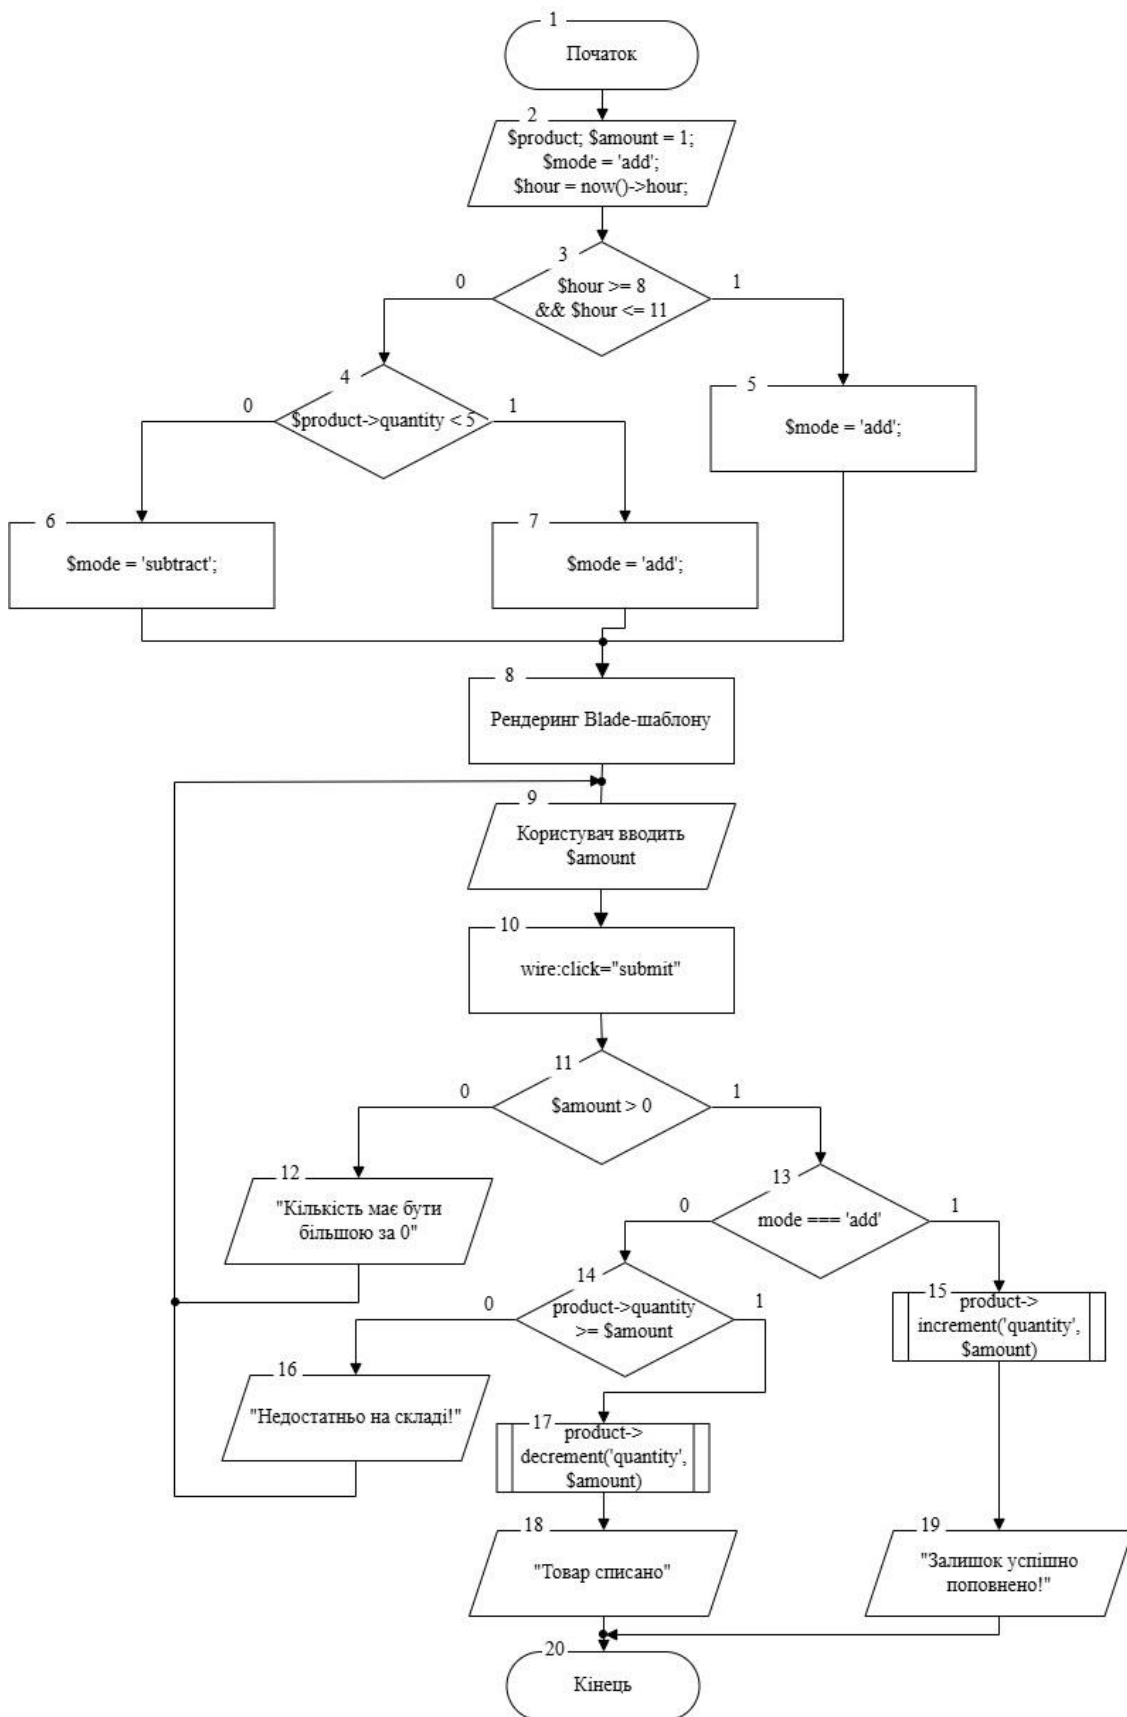 1
Початок
2
$product; $amount = 1;
$mode = 'add';
$hour = now()->hour;
3
0
$hour >= 8
&& $hour <= 11
1
4
0
$product->quantity < 5
1
5
$mode = 'add';
6
$mode = 'subtract';
7
$mode = 'add';
8
Рендеринг Blade-шаблону
9
Користувач вводить
$amount
10
wire:click="submit"
11
0
$amount > 0
1
12
"Кількість має бути
більшою за 0"
13
0
mode === 'add'
1
14
0
product->quantity
>= $amount
1
15
product->
increment('quantity',
$amount)
16
"Недостатньо на складі!"
17
product->
decrement('quantity',
$amount)
18
"Товар списано"
19
"Залишок успішно
поповнено!"
20
Кінець